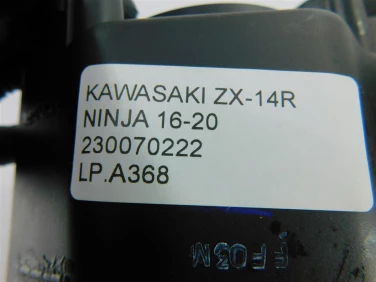 KAWASAKI ZX-14R
NINJA 16-20
230070222
LP.A368